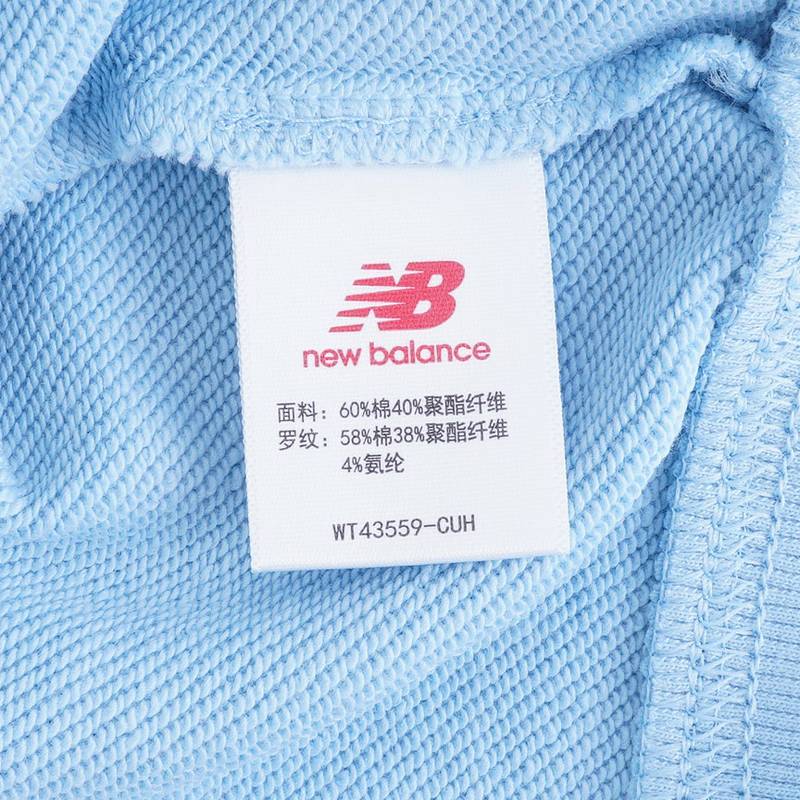 NB
new balance
面料：60%棉40%聚酯纤维
罗纹：58%棉38%聚酯纤维
4%氨纶
WT43559-CUH